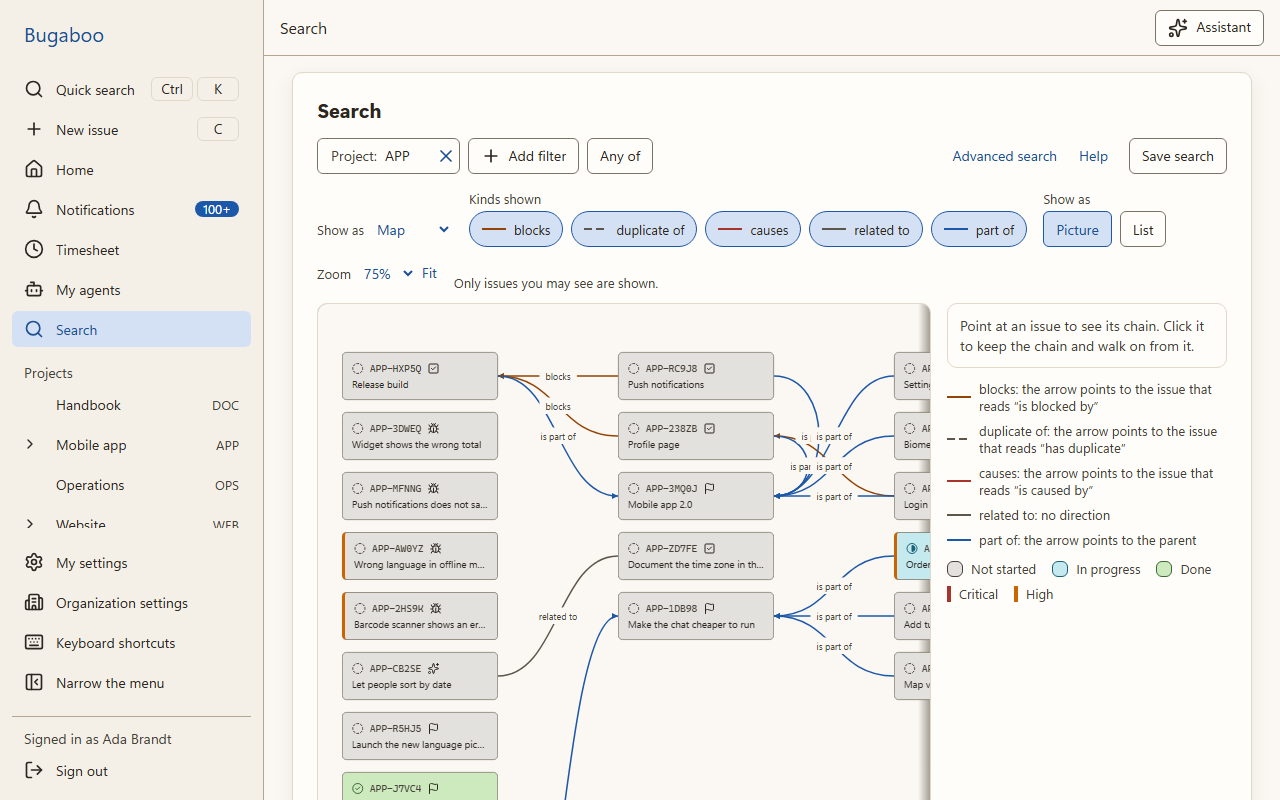 Bugaboo
Quick search Ctrl K
New issue C
Home
Notifications 100+
Timesheet
My agents
Search
Projects
Handbook DOC
Mobile app APP
Operations OPS
Website WEB
My settings
Organization settings
Keyboard shortcuts
Narrow the menu
Signed in as Ada Brandt
Sign out
Search
Assistant
Search
Project: APP
Add filter
Any of
Advanced search
Help
Save search
Show as Map
Kinds shown
blocks
duplicate of
causes
related to
part of
Show as
Picture
List
Zoom 75% Fit
Only issues you may see are shown.
APP-HXP5Q
Release build
APP-3DWEQ
Widget shows the wrong total
APP-MFNNG
Push notifications does not sa...
APP-AW0YZ
Wrong language in offline m...
APP-2HS9K
Barcode scanner shows an er...
APP-CB2SE
Let people sort by date
APP-R5HJ5
Launch the new language pic...
APP-J7VC4
blocks
blocks
is part of
related to
APP-RC9J8
Push notifications
APP-238ZB
Profile page
APP-3MQ0J
Mobile app 2.0
APP-ZD7FE
Document the time zone in th...
APP-1DB98
Make the chat cheaper to run
is part of
is part of
is part of
is part of
is part of
is part of
Login
Add tu
Map v
Point at an issue to see its chain. Click it
to keep the chain and walk on from it.
blocks: the arrow points to the issue that
reads “is blocked by”
duplicate of: the arrow points to the issue
that reads “has duplicate”
causes: the arrow points to the issue that
reads “is caused by”
related to: no direction
part of: the arrow points to the parent
Not started
In progress
Done
Critical
High